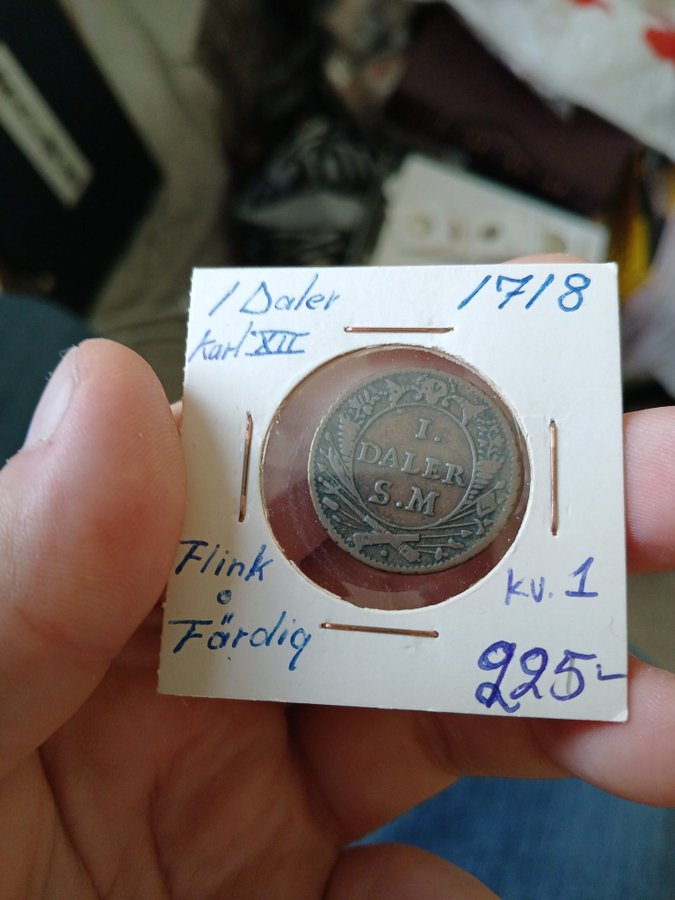 1 Daler 1718
Karl XII
I.
DALER
S.M
Flink
o
Färdig
kv. 1
225-